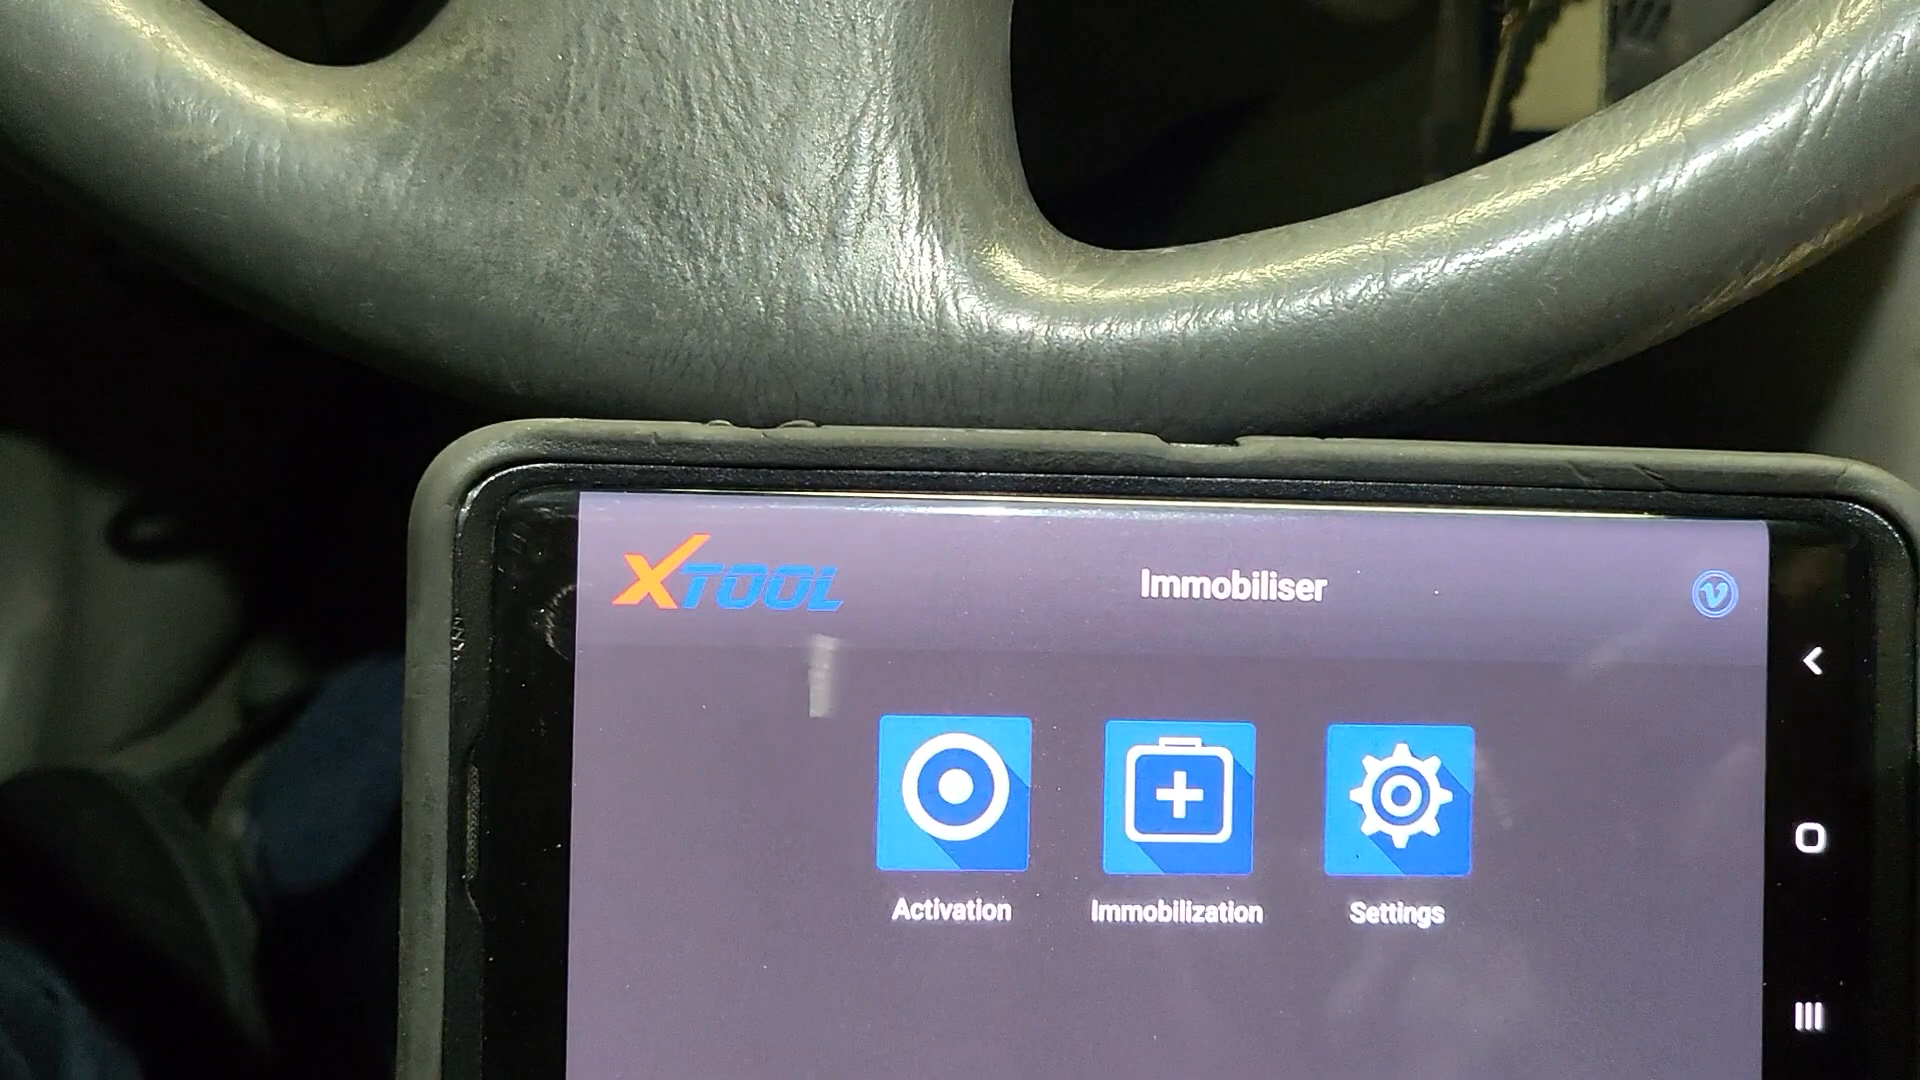 XTOOL
Immobiliser
Activation
Immobilization
Settings